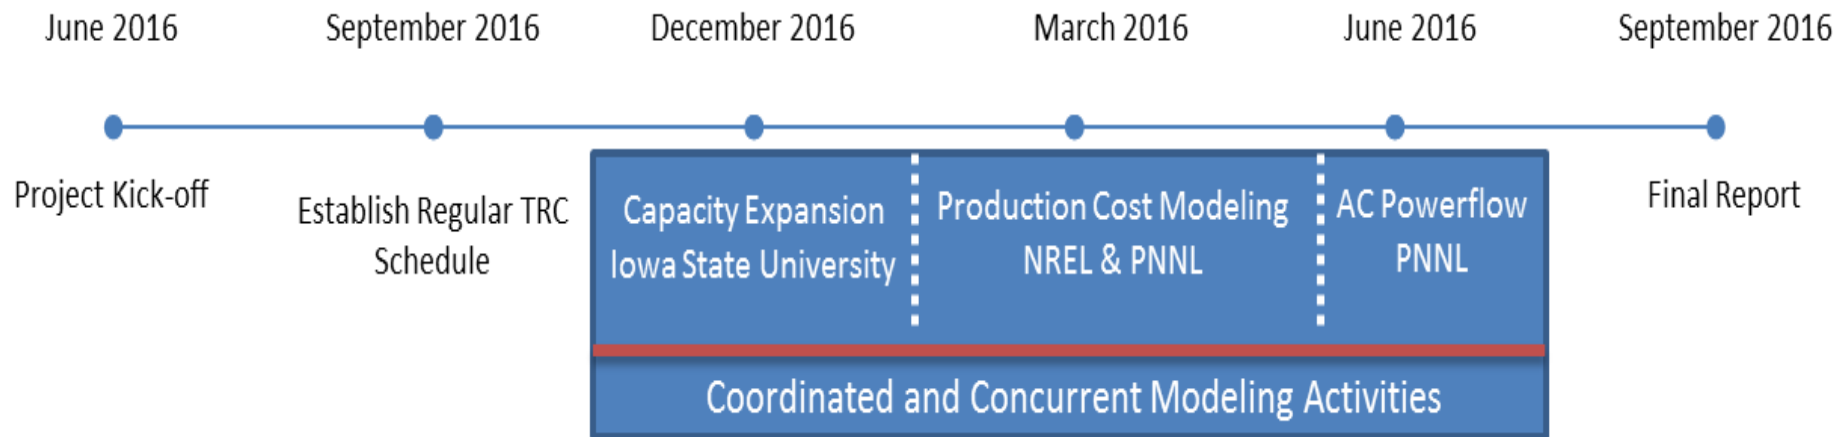 June 2016
September 2016
December 2016
March 2016
June 2016
September 2016
Project Kick-off
Establish Regular TRC
Schedule
Capacity Expansion
Iowa State University
Production Cost Modeling
NREL & PNNL
AC Powerflow
PNNL
Final Report
Coordinated and Concurrent Modeling Activities